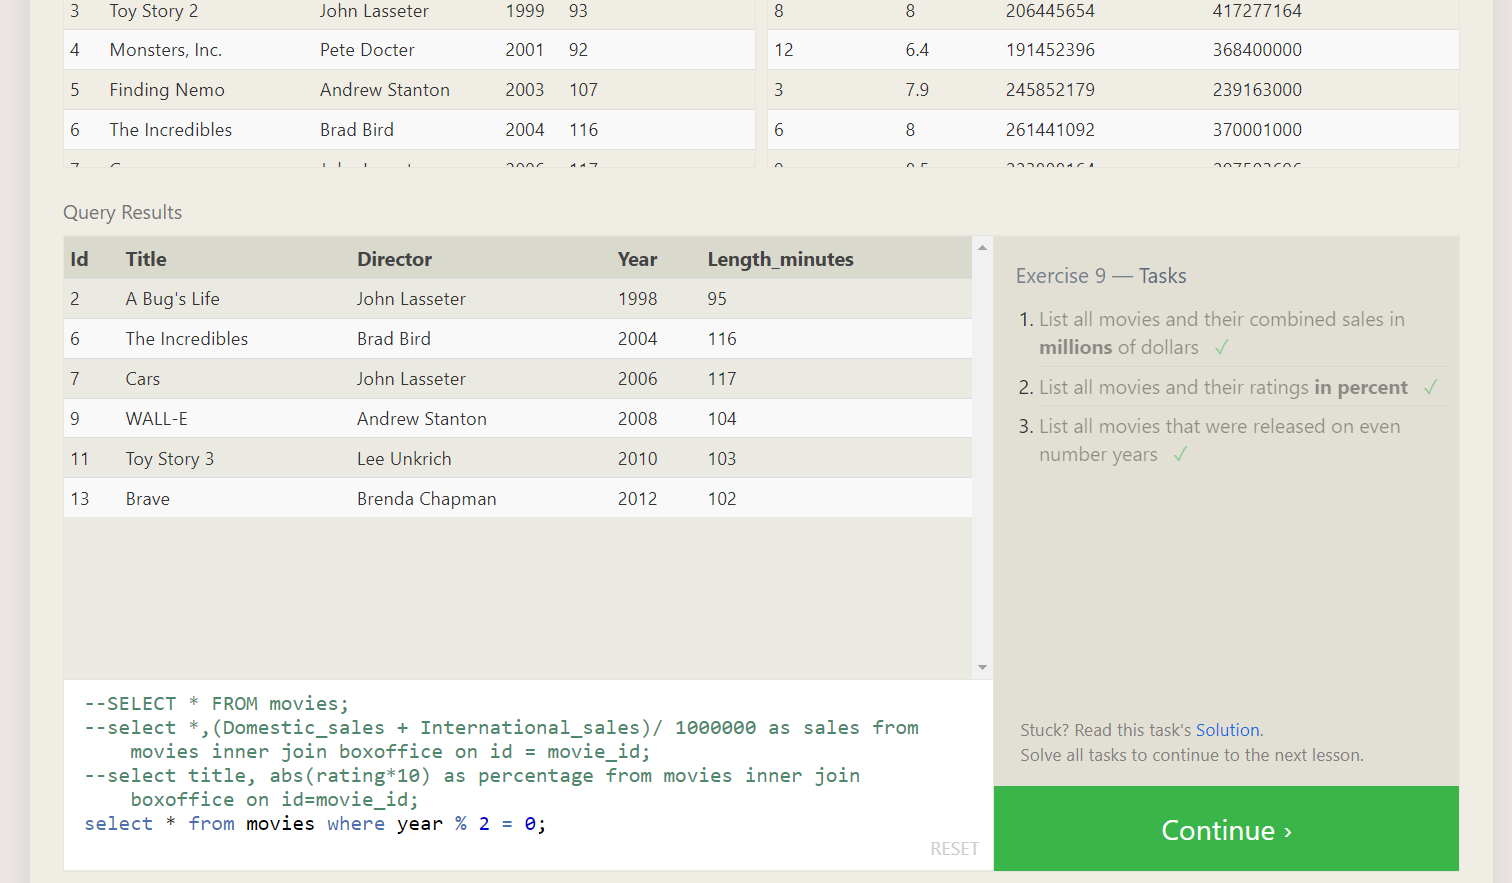 3 Toy Story 2 John Lasseter 1999 93 8 8 206445654 417277164
4 Monsters, Inc. Pete Docter 2001 92 12 6.4 191452396 368400000
5 Finding Nemo Andrew Stanton 2003 107 3 7.9 245852179 239163000
6 The Incredibles Brad Bird 2004 116 6 8 261441092 370001000
Query Results
Id Title Director Year Length_minutes
2 A Bug's Life John Lasseter 1998 95
6 The Incredibles Brad Bird 2004 116
7 Cars John Lasseter 2006 117
9 WALL-E Andrew Stanton 2008 104
11 Toy Story 3 Lee Unkrich 2010 103
13 Brave Brenda Chapman 2012 102
--SELECT * FROM movies;
--select *,(Domestic_sales + International_sales)/ 1000000 as sales from
movies inner join boxoffice on id = movie_id;
--select title, abs(rating*10) as percentage from movies inner join
boxoffice on id=movie_id;
select * from movies where year % 2 = 0;
RESET
Exercise 9 — Tasks
1. List all movies and their combined sales in
millions of dollars ✓
2. List all movies and their ratings in percent ✓
3. List all movies that were released on even
number years ✓
Stuck? Read this task's Solution.
Solve all tasks to continue to the next lesson.
Continue ›